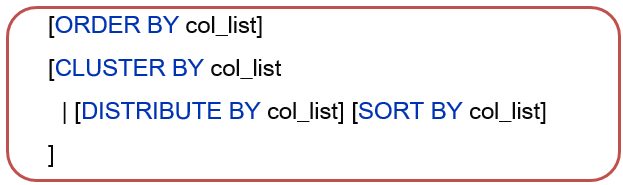 [ORDER BY col_list]
[CLUSTER BY col_list
| [DISTRIBUTE BY col_list] [SORT BY col_list]
]